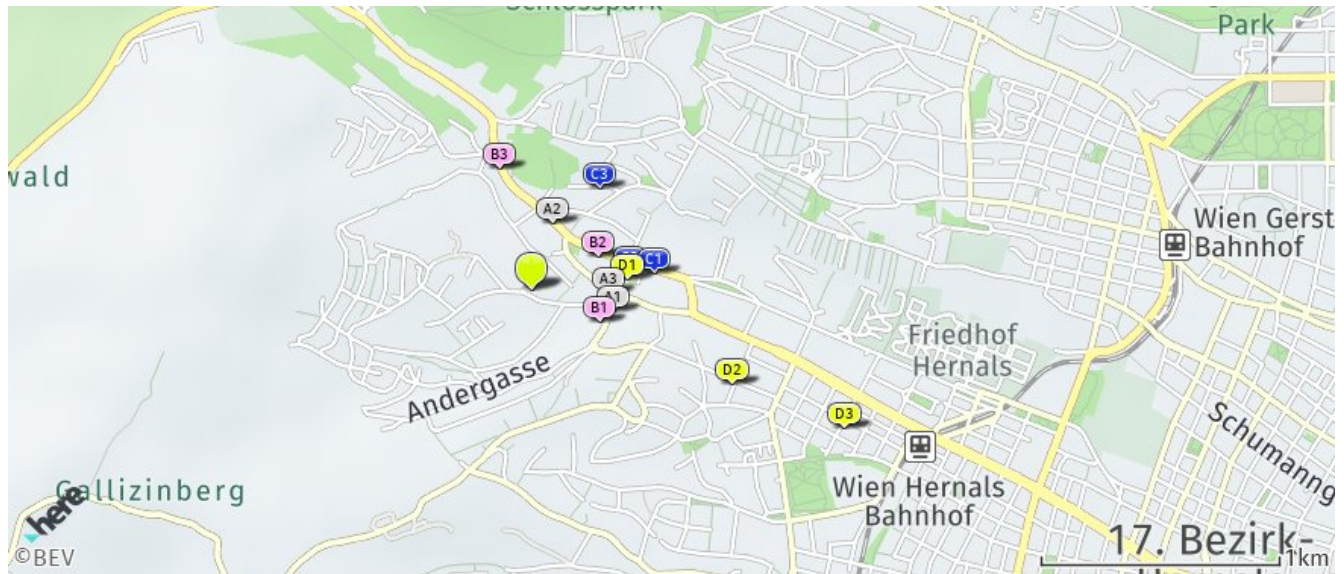 Schlosspark
Park
B3
C3
wald
A2
Wien Gerst
Bahnhof
B2
D1
C1
A3
A1
B1
Friedhof
Hernals
D2
Andergasse
D3
Schumanng
Gallizinberg
Wien Hernals
Bahnhof
here
17. Bezirk-
©BEV
1km